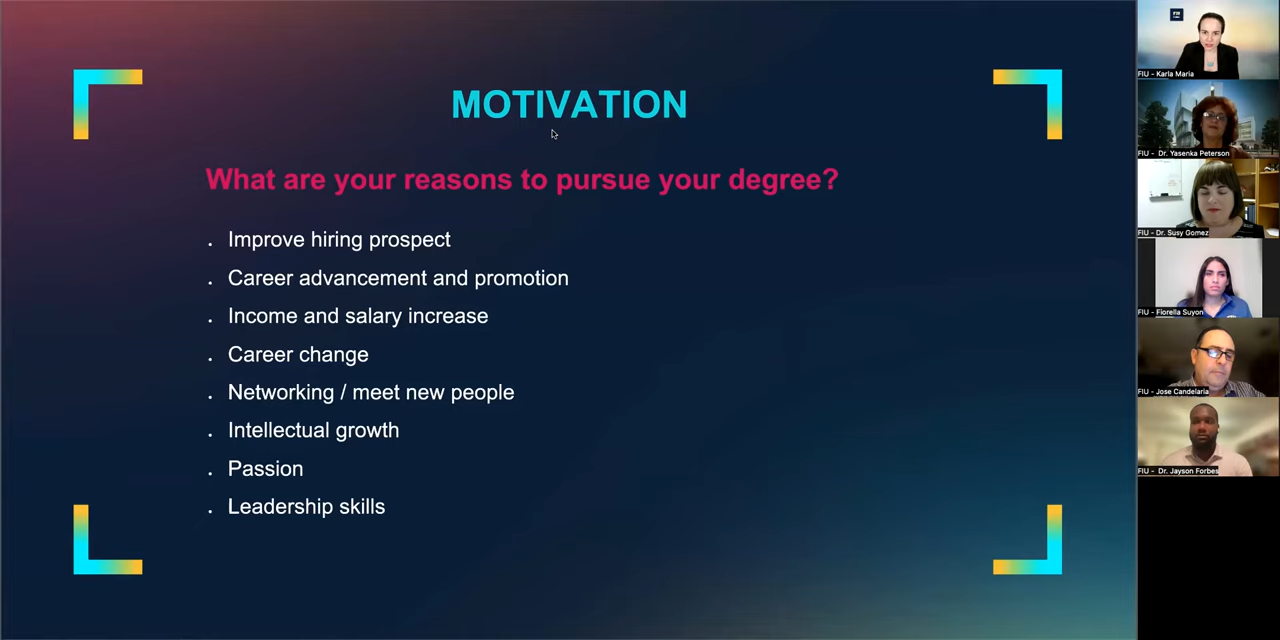 MOTIVATION
What are your reasons to pursue your degree?
. Improve hiring prospect
. Career advancement and promotion
. Income and salary increase
. Career change
. Networking / meet new people
. Intellectual growth
. Passion
. Leadership skills
FIU
FIU - Karla Maria
FIU - Dr. Yasenka Peterson
FIU - Dr. Susy Gomez
FIU - Fiorella Suyon
FIU - Jose Candelaria
FIU - Dr. Jayson Forbes